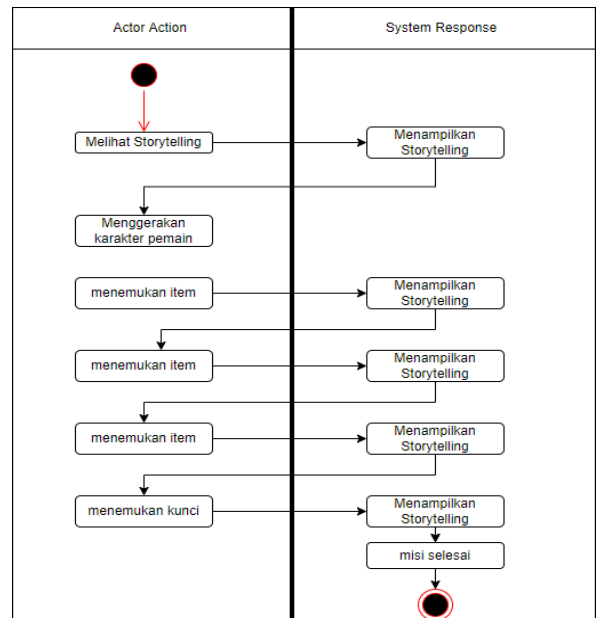 Actor Action
System Response
Melihat Storytelling
Menampilkan
Storytelling
Menggerakan
karakter pemain
menemukan item
Menampilkan
Storytelling
menemukan item
Menampilkan
Storytelling
menemukan item
Menampilkan
Storytelling
menemukan kunci
Menampilkan
Storytelling
misi selesai